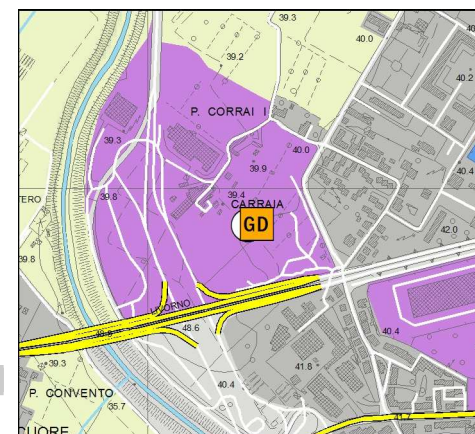 39.3
40.0
39.2
40.2
P. CORRAI I
39.3
40.0
39.9
40.4
39.8
39.4
TERO
CARRAIA
GD
42.0
39.8
LIVORNO
48.6
40.4
39.3
41.8
40.4
P. CONVENTO
35.7
CUORE